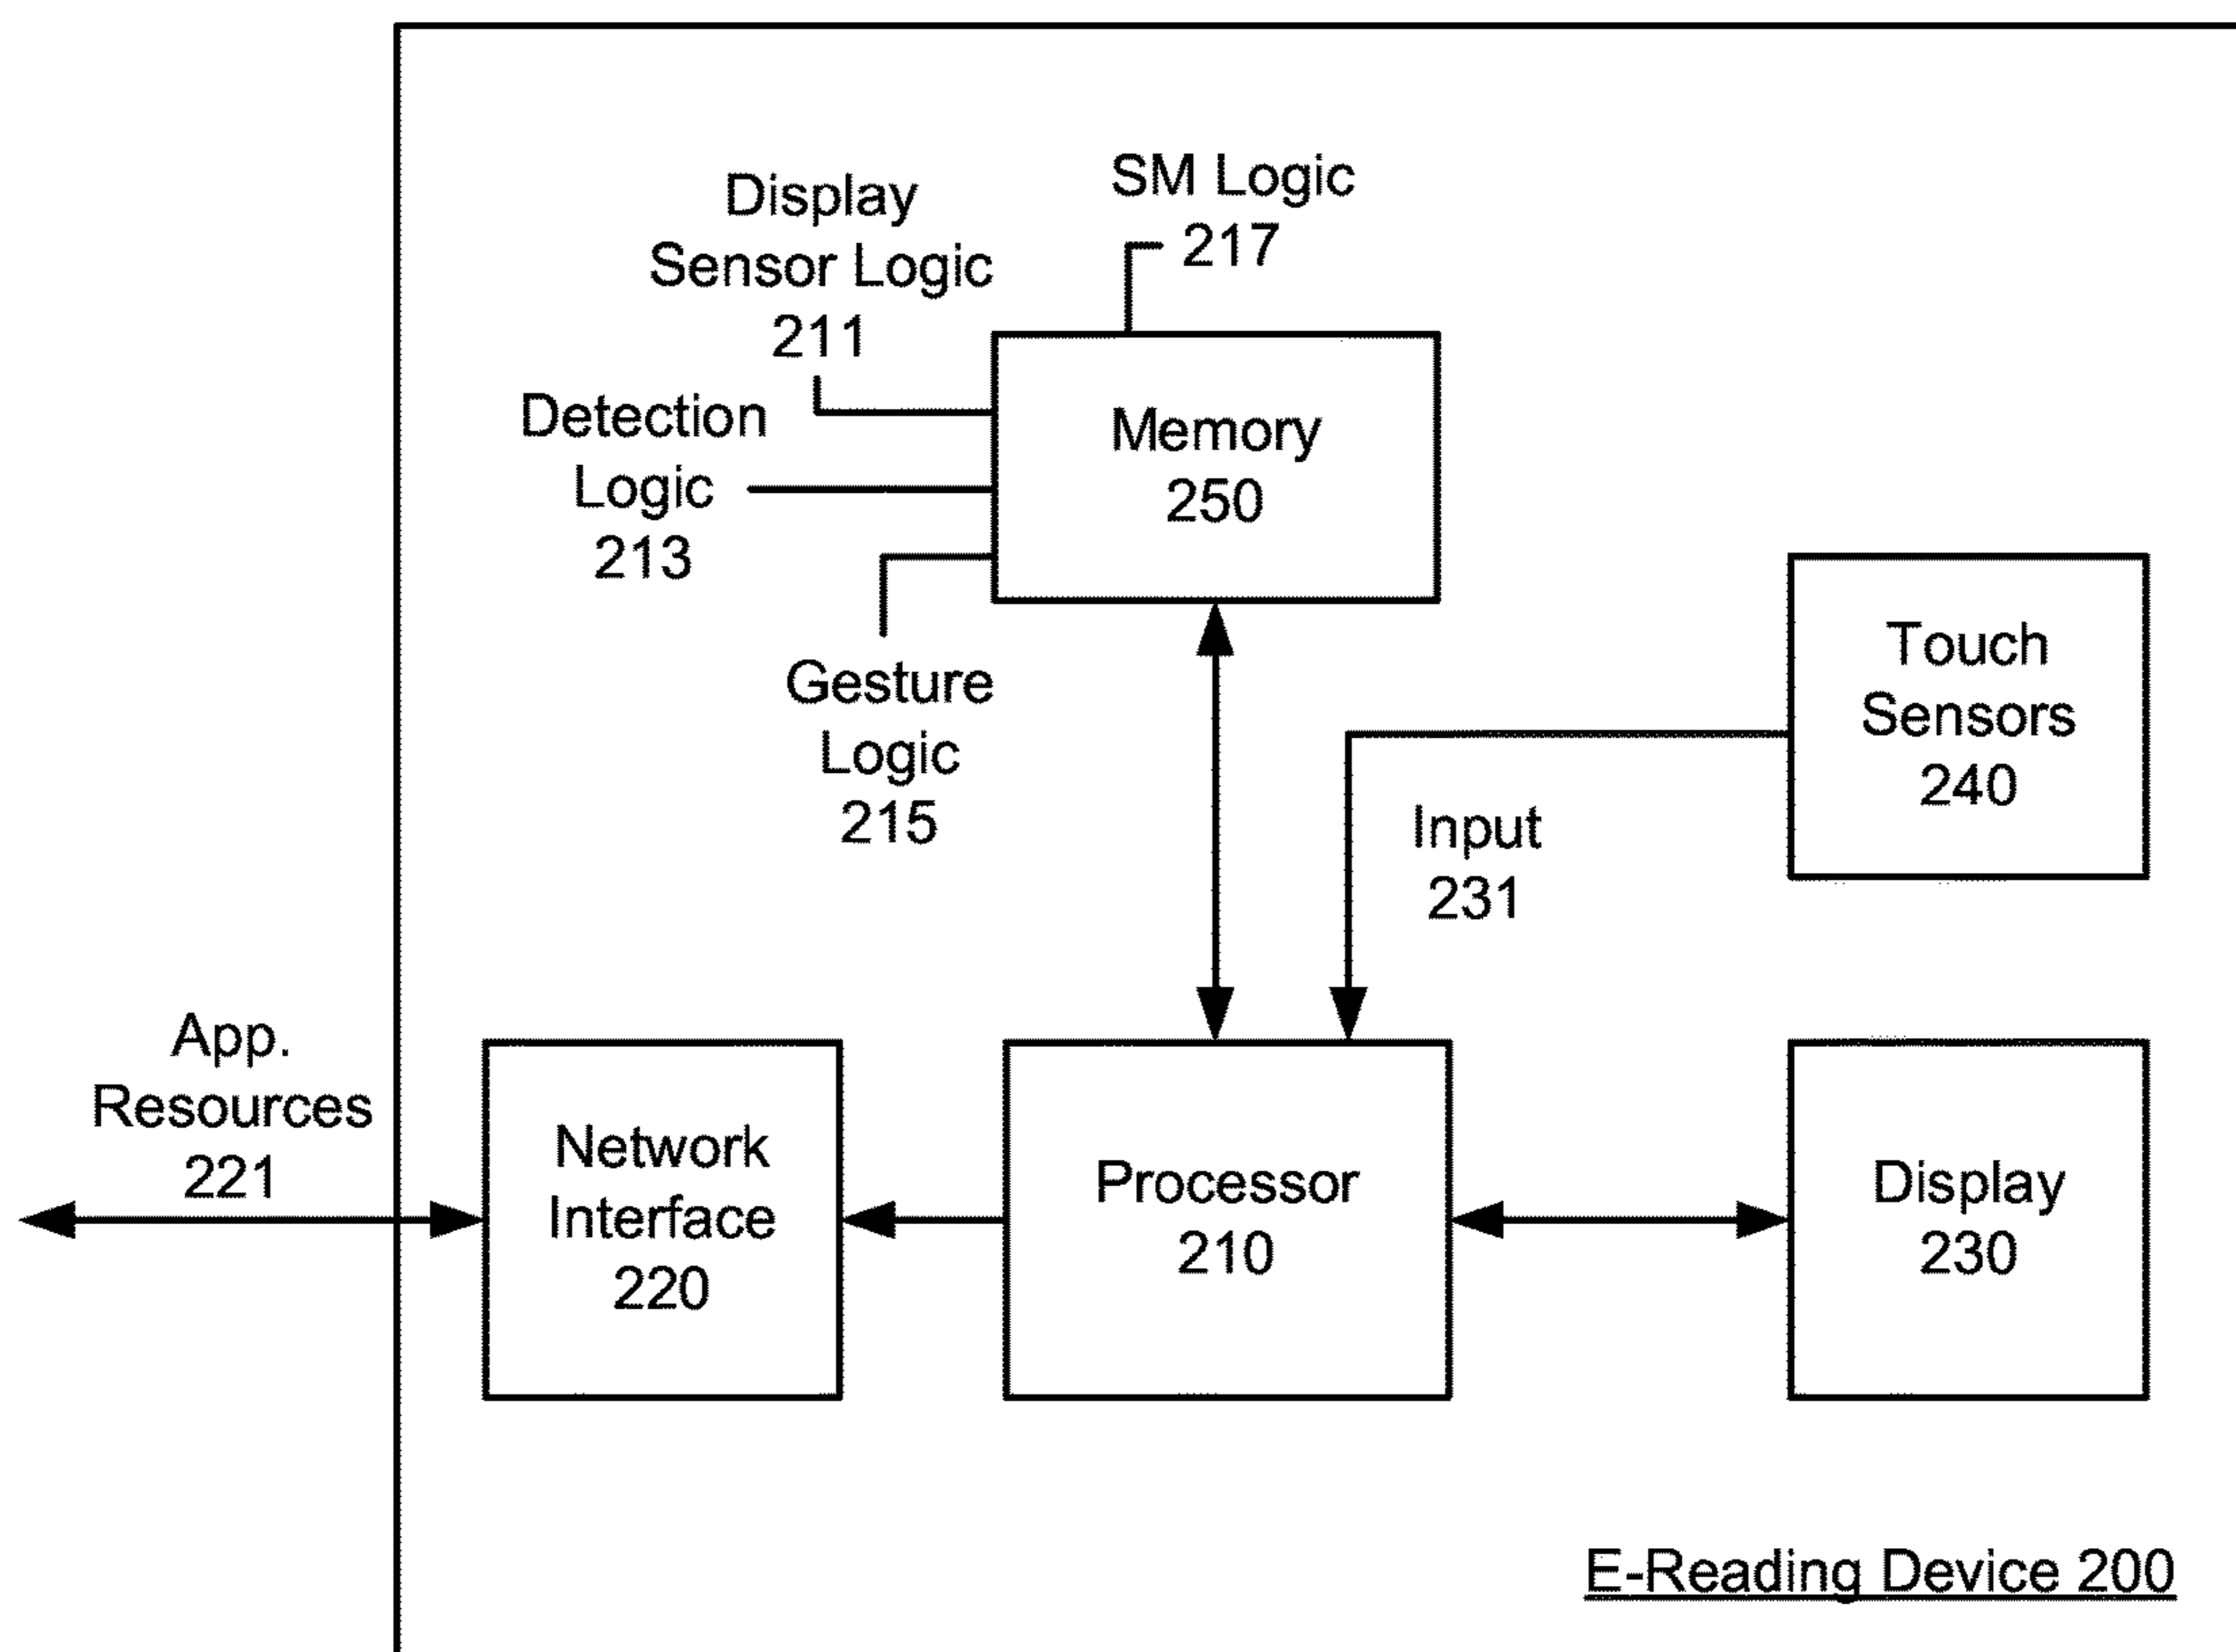 SM Logic
217
Display
Sensor Logic
211
Detection
Logic
213
Memory
250
Gesture
Logic
215
Touch
Sensors
240
Input
231
App.
Resources
221
Network
Interface
220
Processor
210
Display
230
E-Reading Device 200